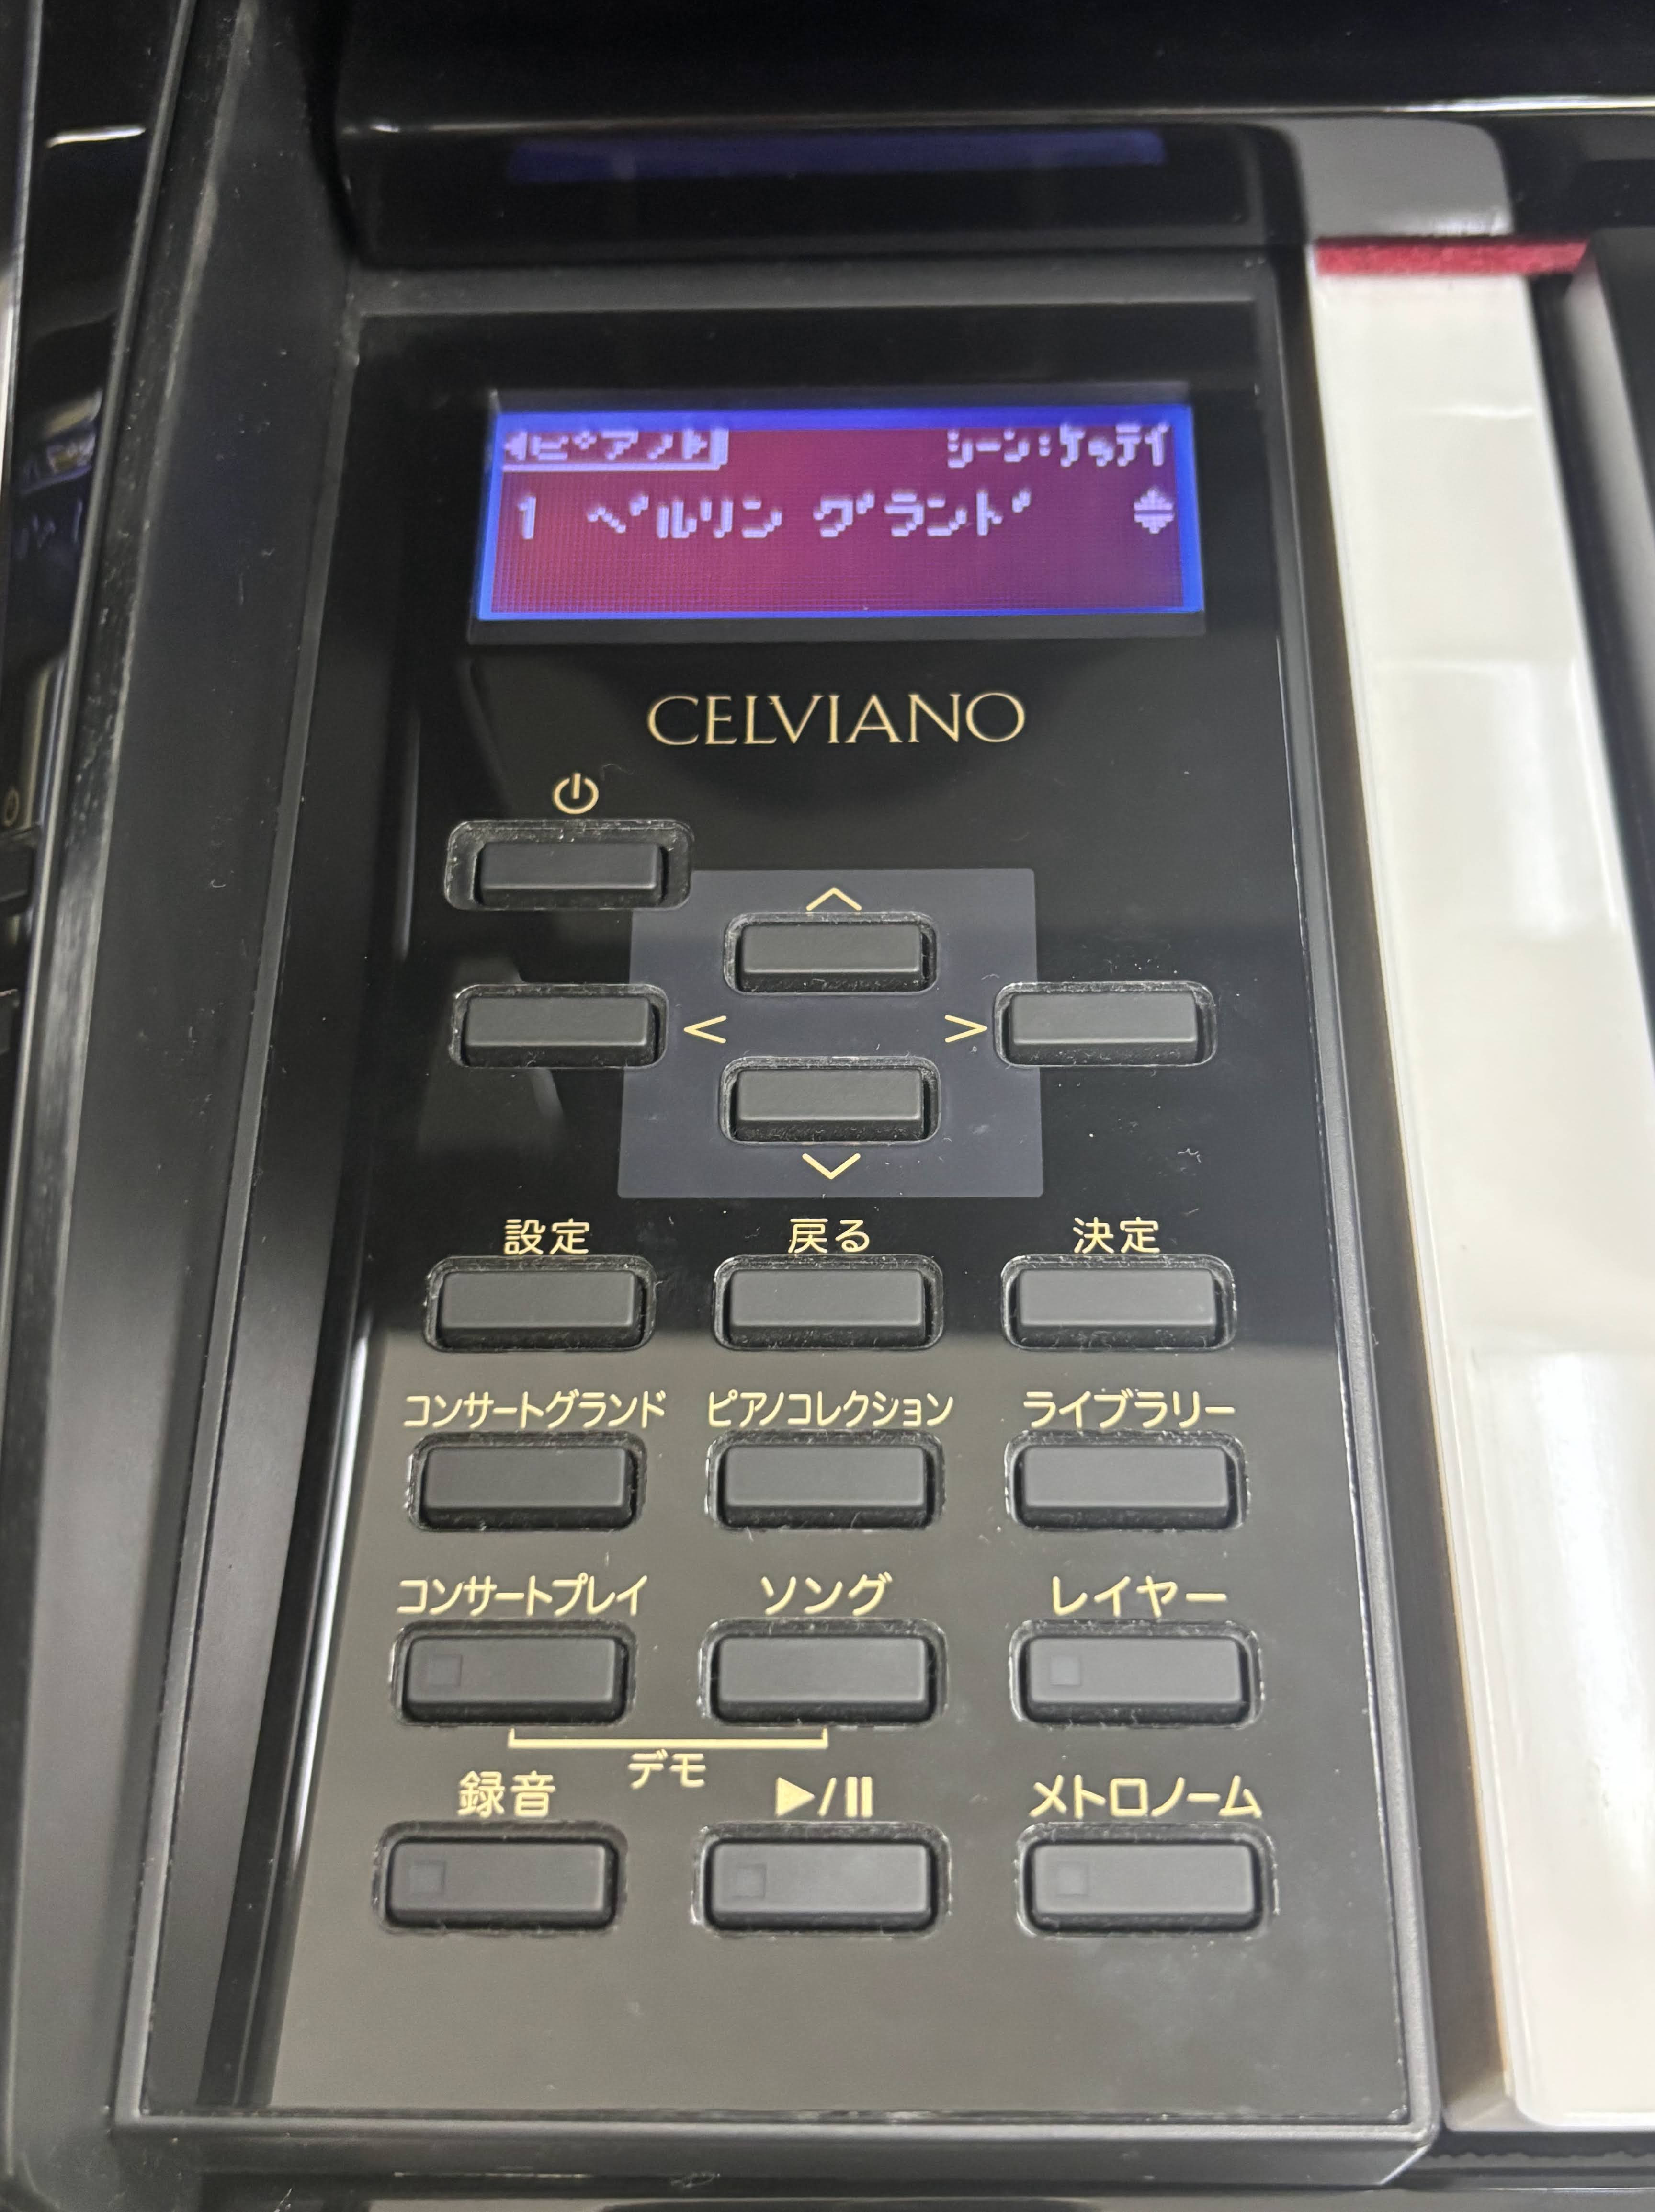 ピアノ シーン:ケッテイ
1 ベルリン グランド
CELVIANO
< ^ >
設定 戻る 決定
コンサートグランド ピアノコレクション ライブラリー
コンサートプレイ ソング レイヤー
デモ
録音 ▶/II メトロノーム